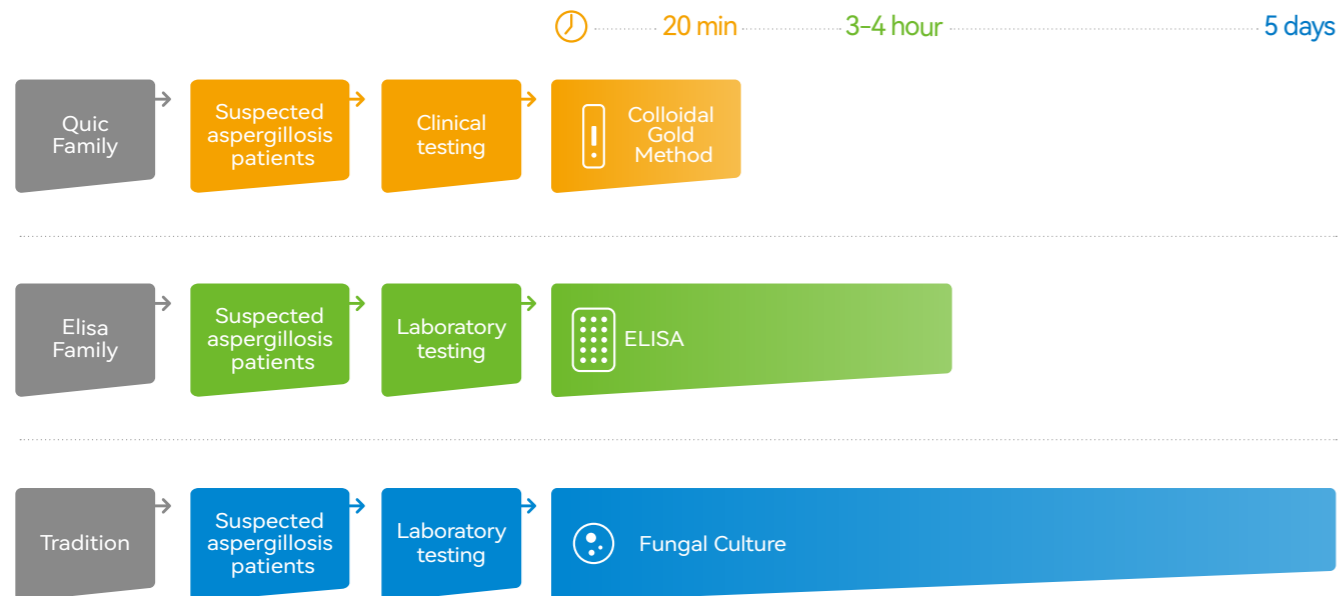 20 min
3-4 hour
5 days
Quic
Family
Suspected
aspergillosis
patients
Clinical
testing
Colloidal
Gold
Method
Elisa
Family
Suspected
aspergillosis
patients
Laboratory
testing
ELISA
Tradition
Suspected
aspergillosis
patients
Laboratory
testing
Fungal Culture